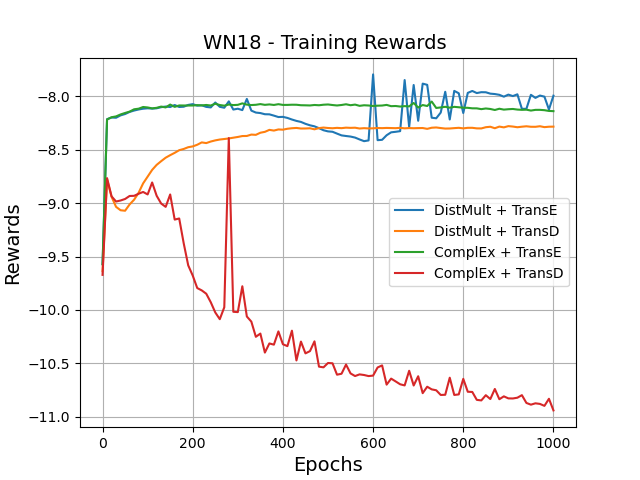 WN18 - Training Rewards
Rewards
−8.0
−8.5
−9.0
−9.5
−10.0
−10.5
−11.0
DistMult + TransE
DistMult + TransD
ComplEx + TransE
ComplEx + TransD
0 200 400 600 800 1000
Epochs